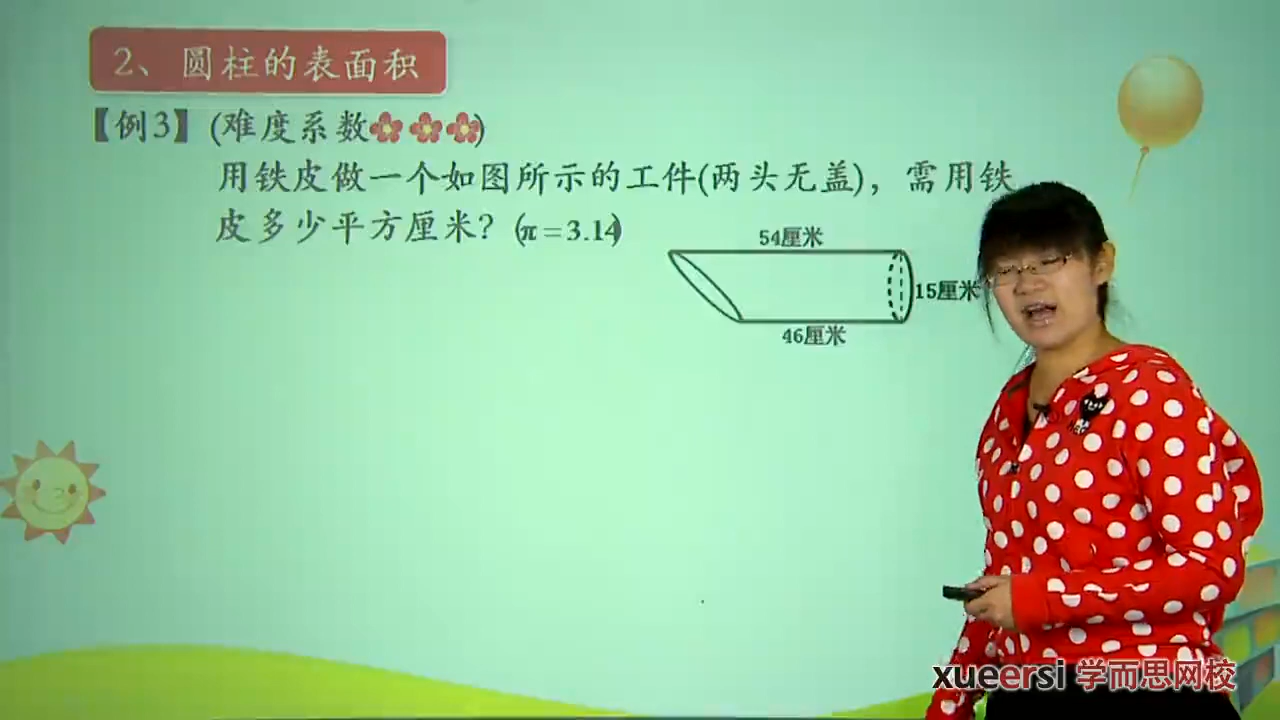 2、圆柱的表面积
【例3】(难度系数)
用铁皮做一个如图所示的工件(两头无盖)，需用铁
皮多少平方厘米？(π=3.14)
54厘米
15厘米
46厘米
xueersi 学而思网校